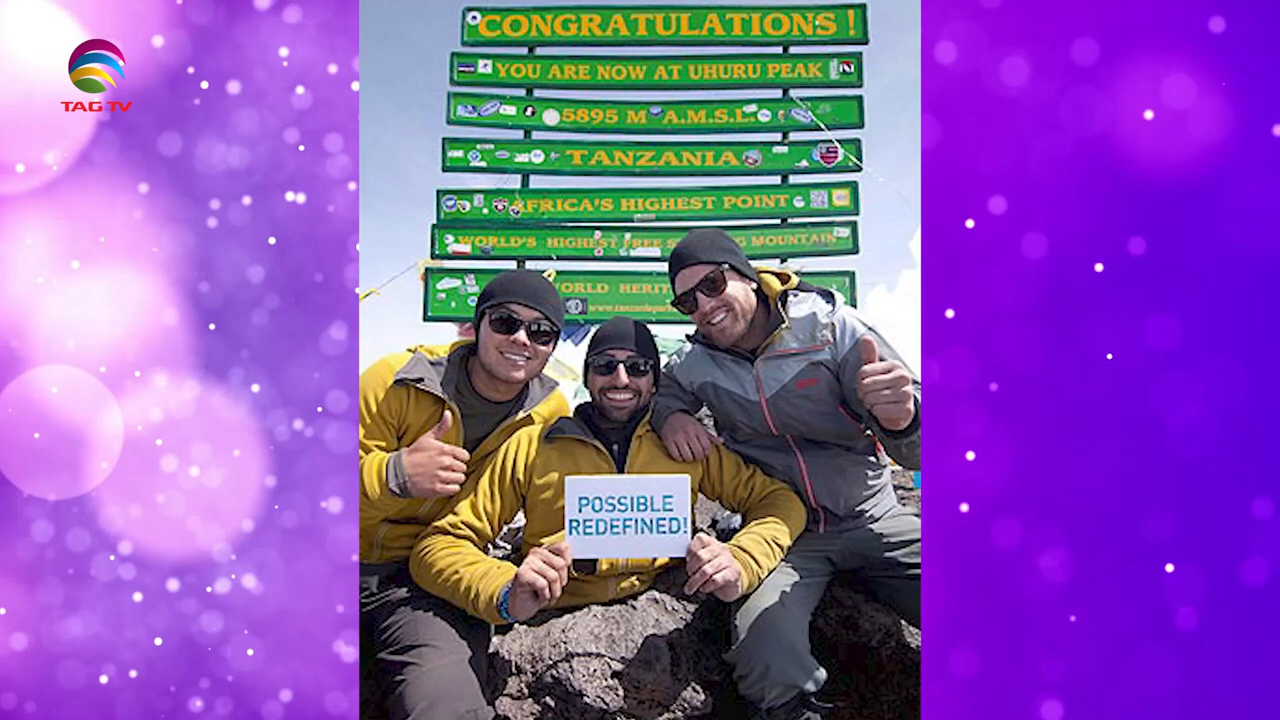 TAG TV
CONGRATULATIONS !
YOU ARE NOW AT UHURU PEAK
5895 M A.M.S.L.
TANZANIA
AFRICA'S HIGHEST POINT
WORLD'S HIGHEST FREE MOUNTAIN
WORLD
POSSIBLE
REDEFINED!